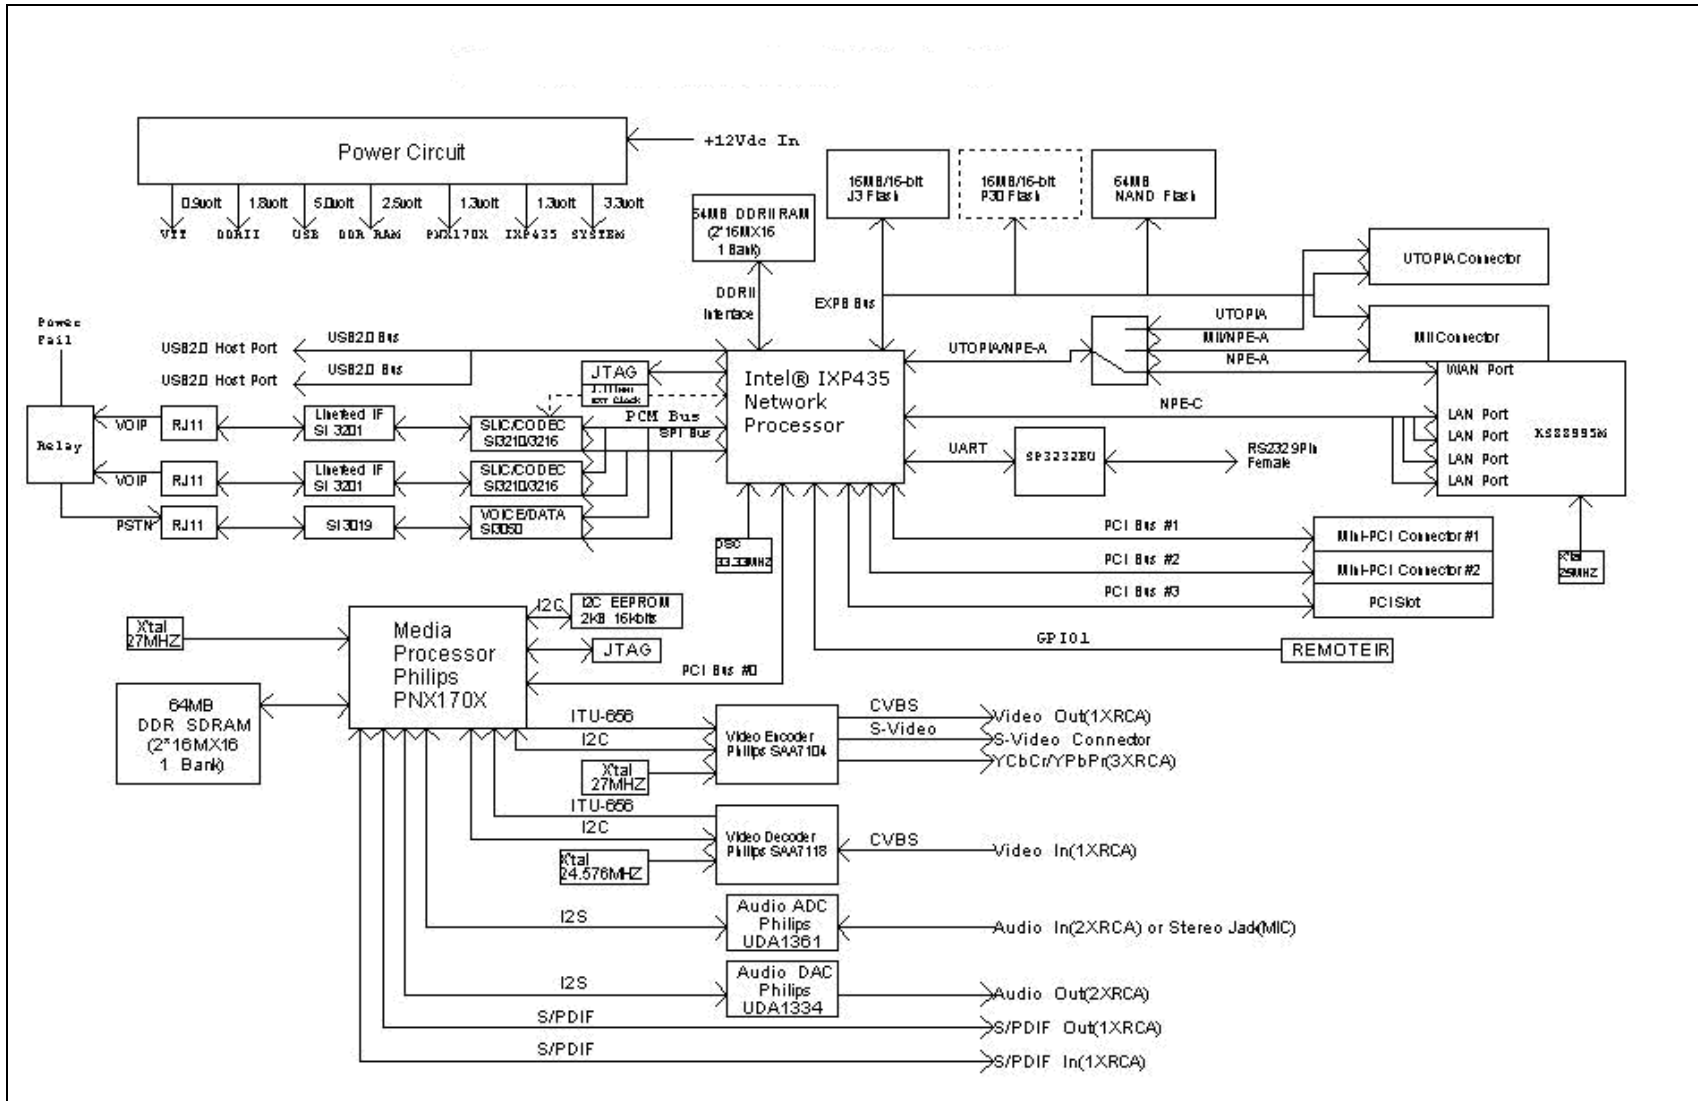 Power Circuit
+12Vdc In
0.9volt
1.8volt
5.0volt
2.5volt
1.3volt
1.3volt
3.3volt
VTT
DDRII
USB
DDR RAM
PNX170X
IXP435
SYSTEM
64MB DDRII RAM
(2*16MX16
1 Bank)
16MB/16-bit
J3 Flash
16MB/16-bit
P30 Flash
64MB
NAND Flash
DDRII
Interface
EXPB Bus
UTOPIA Connector
MII Connector
UTOPIA
MII/NPE-A
NPE-A
UTOPIA/NPE-A
WAN Port
LAN Port
LAN Port
LAN Port
LAN Port
KS8995M
NPE-C
Power
Fail
USB2.0 Host Port
USB2.0 Bus
USB2.0 Host Port
USB2.0 Bus
JTAG
EXT Clock
Intel® IXP435
Network
Processor
PCM Bus
SPI Bus
Relay
VOIP
RJ11
Linefeed IF
SI 3201
SLIC/CODEC
SI3210/3216
VOIP
RJ11
Linefeed IF
SI 3201
SLIC/CODEC
SI3210/3216
PSTN
RJ11
SI3019
VOICE/DATA
SI3050
UART
SP3232EU
RS232 9Pin
Female
OSC
33.33MHZ
PCI Bus #1
PCI Bus #2
PCI Bus #3
Mini-PCI Connector #1
Mini-PCI Connector #2
PCI Slot
X'tal
25MHZ
GPIO1
REMOTE IR
X'tal
27MHZ
Media
Processor
Philips
PNX170X
I2C
I2C EEPROM
2KB 16kbits
JTAG
PCI Bus #0
64MB
DDR SDRAM
(2*16MX16
1 Bank)
ITU-656
I2C
X'tal
27MHZ
Video Encoder
Philips SAA7104
CVBS
S-Video
Video Out(1XRCA)
S-Video Connector
YCbCr/YPbPr(3XRCA)
ITU-656
I2C
X'tal
24.576MHZ
Video Decoder
Philips SAA7118
CVBS
Video In(1XRCA)
I2S
Audio ADC
Philips
UDA1361
Audio In(2XRCA) or Stereo Jack(MIC)
I2S
Audio DAC
Philips
UDA1334
Audio Out(2XRCA)
S/PDIF
S/PDIF Out(1XRCA)
S/PDIF
S/PDIF In(1XRCA)